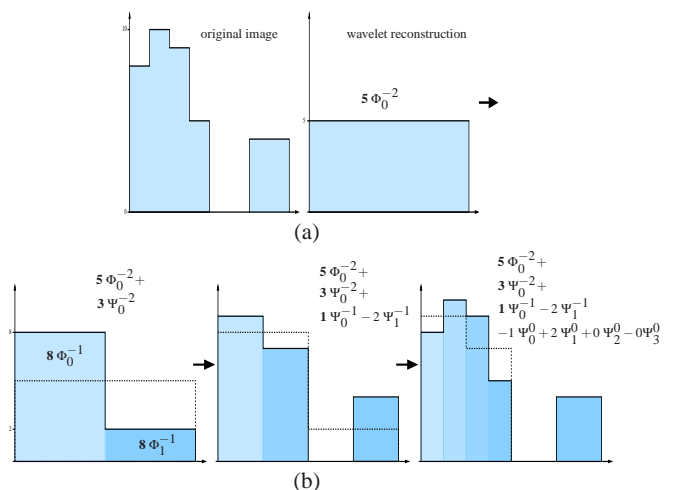 original image
wavelet reconstruction
10
5 Φ₀⁻²
5
0
(a)
5 Φ₀⁻² +
3 Ψ₀⁻²
8
8 Φ₀⁻¹
2
8 Φ₁⁻¹
5 Φ₀⁻² +
3 Ψ₀⁻² +
1 Ψ₀⁻¹ − 2 Ψ₁⁻¹
5 Φ₀⁻² +
3 Ψ₀⁻² +
1 Ψ₀⁻¹ − 2 Ψ₁⁻¹
−1 Ψ₀⁰ + 2 Ψ₁⁰ + 0 Ψ₂⁰ − 0Ψ₃⁰
(b)